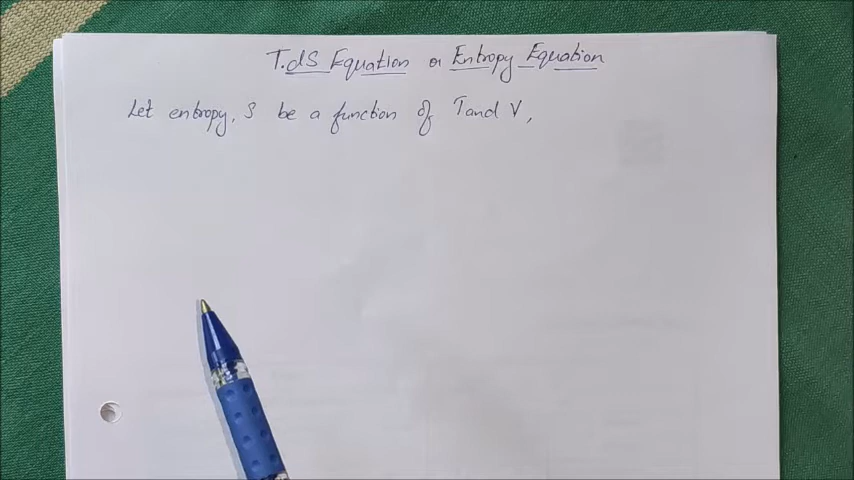 T.dS Equation or Entropy Equation
Let entropy, S be a function of T and V,